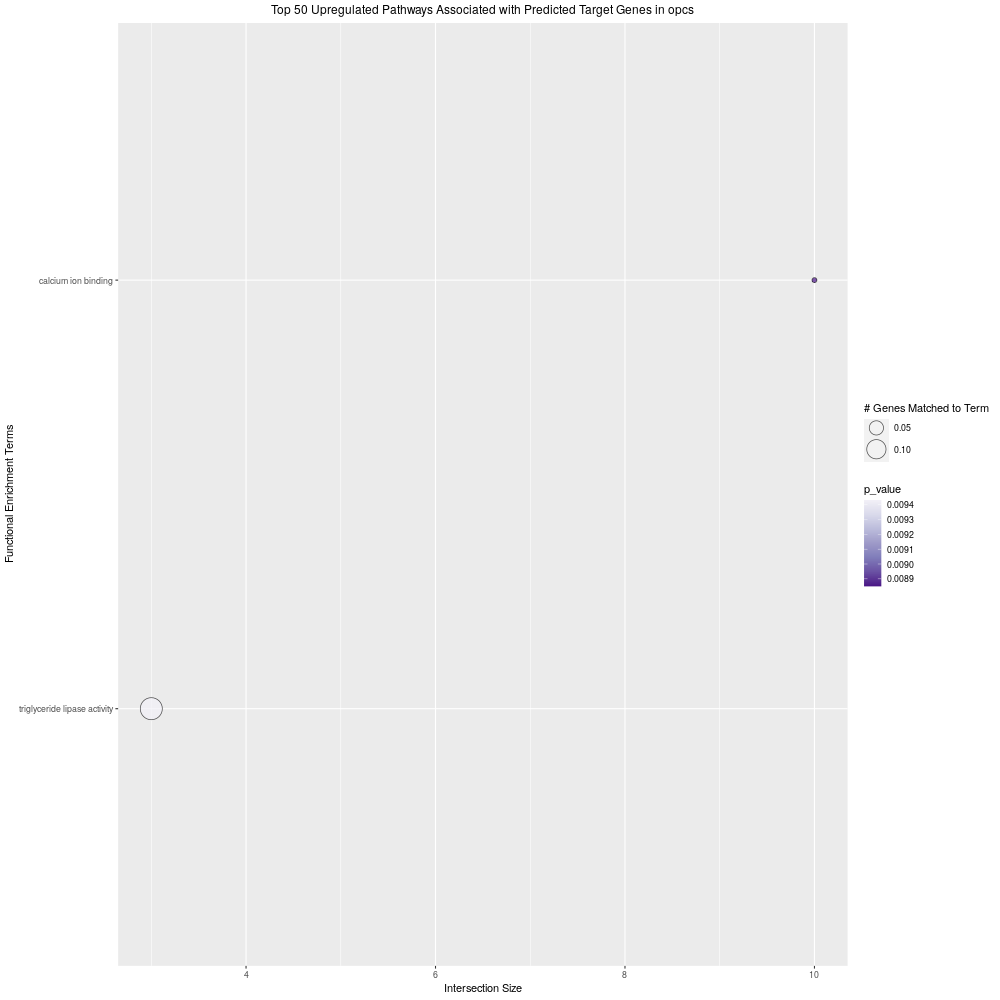 Top 50 Upregulated Pathways Associated with Predicted Target Genes in opcs
Functional Enrichment Terms
calcium ion binding
triglyceride lipase activity
4
6
8
10
Intersection Size
# Genes Matched to Term
0.05
0.10
p_value
0.0094
0.0093
0.0092
0.0091
0.0090
0.0089